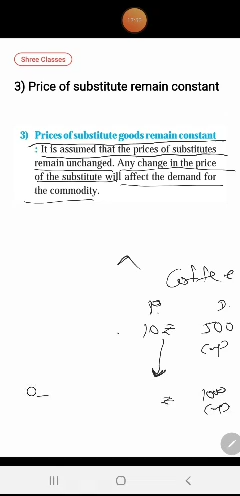 Shree Classes
3) Price of substitute remain constant
3) Prices of substitute goods remain constant
: It is assumed that the prices of substitutes
remain unchanged. Any change in the price
of the substitute will affect the demand for
the commodity.
P. D.
10 500
cup
1000
cup